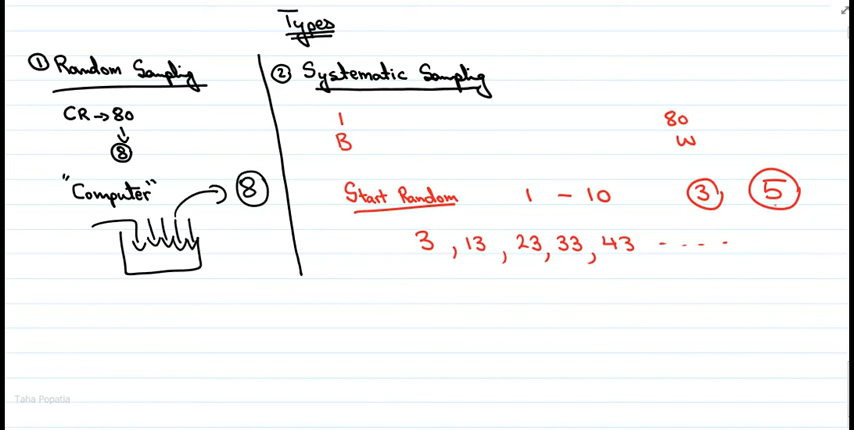 Types
① Random Sampling
CR → 80
⑧
"Computer"
⑧
② Systematic Sampling
1 80
B W
Start Random 1 - 10 ③, ⑤
3, 13, 23, 33, 43 - - - -
Taha Popatia